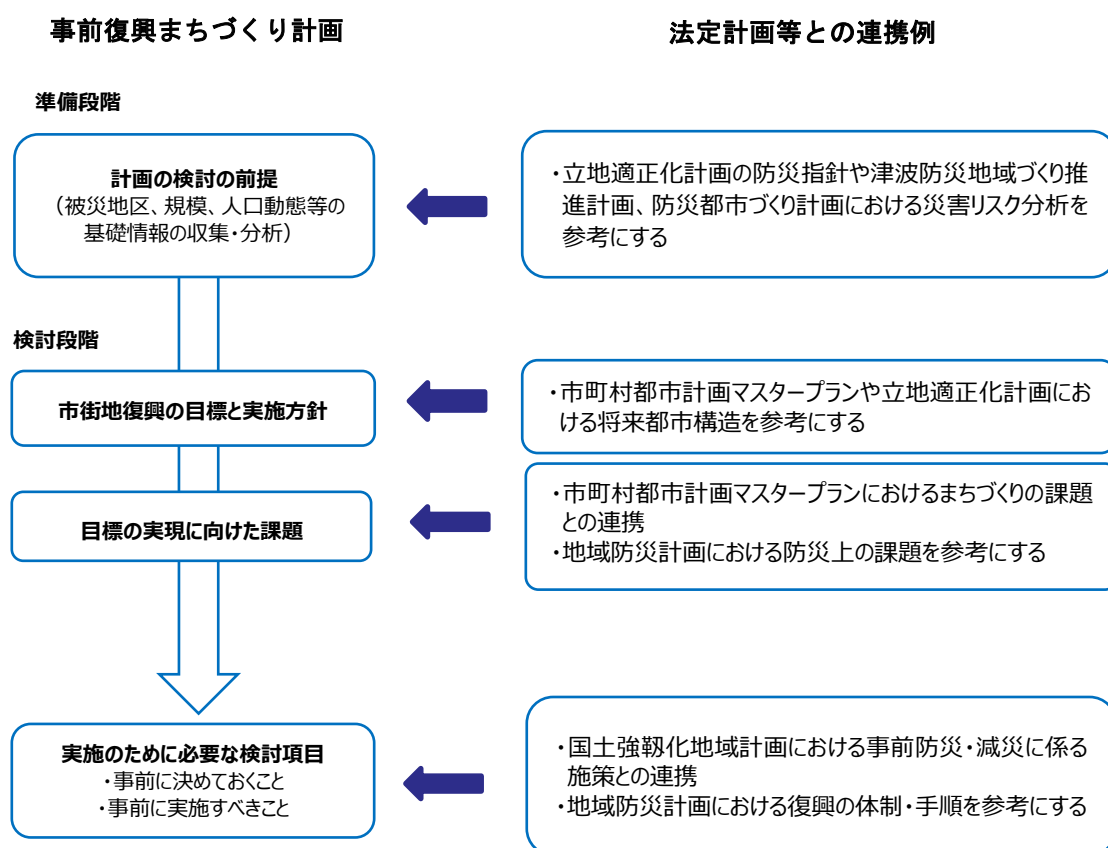 事前復興まちづくり計画
法定計画等との連携例
準備段階
計画の検討の前提
（被災地区、規模、人口動態等の
基礎情報の収集・分析）
・立地適正化計画の防災指針や津波防災地域づくり推
進計画、防災都市づくり計画における災害リスク分析を
参考にする
検討段階
市街地復興の目標と実施方針
・市町村都市計画マスタープランや立地適正化計画にお
ける将来都市構造を参考にする
目標の実現に向けた課題
・市町村都市計画マスタープランにおけるまちづくりの課題
との連携
・地域防災計画における防災上の課題を参考にする
実施のために必要な検討項目
・事前に決めておくこと
・事前に実施すべきこと
・国土強靱化地域計画における事前防災・減災に係る
施策との連携
・地域防災計画における復興の体制・手順を参考にする